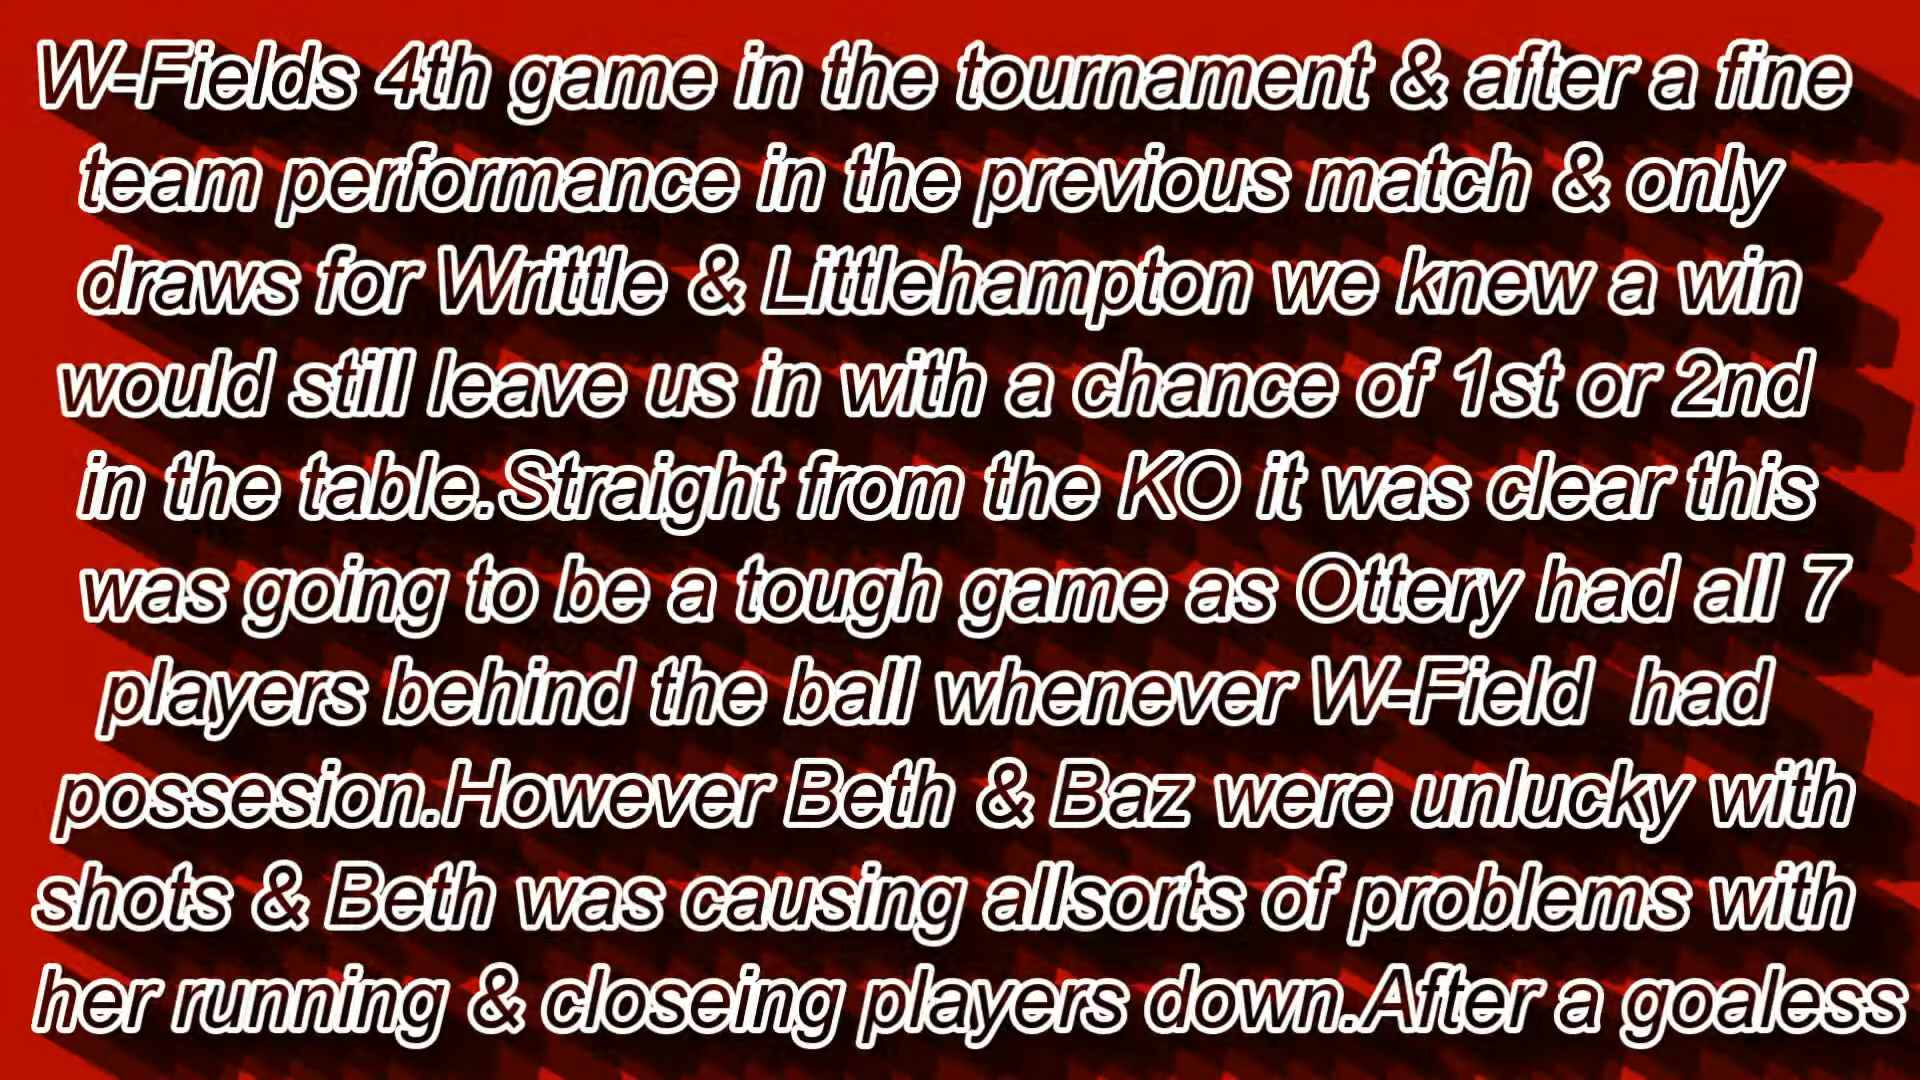 W-Fields 4th game in the tournament & after a fine
team performance in the previous match & only
draws for Writtle & Littlehampton we knew a win
would still leave us in with a chance of 1st or 2nd
in the table.Straight from the KO it was clear this
was going to be a tough game as Ottery had all 7
players behind the ball whenever W-Field  had
possesion.However Beth & Baz were unlucky with
shots & Beth was causing allsorts of problems with
her running & closeing players down.After a goaless